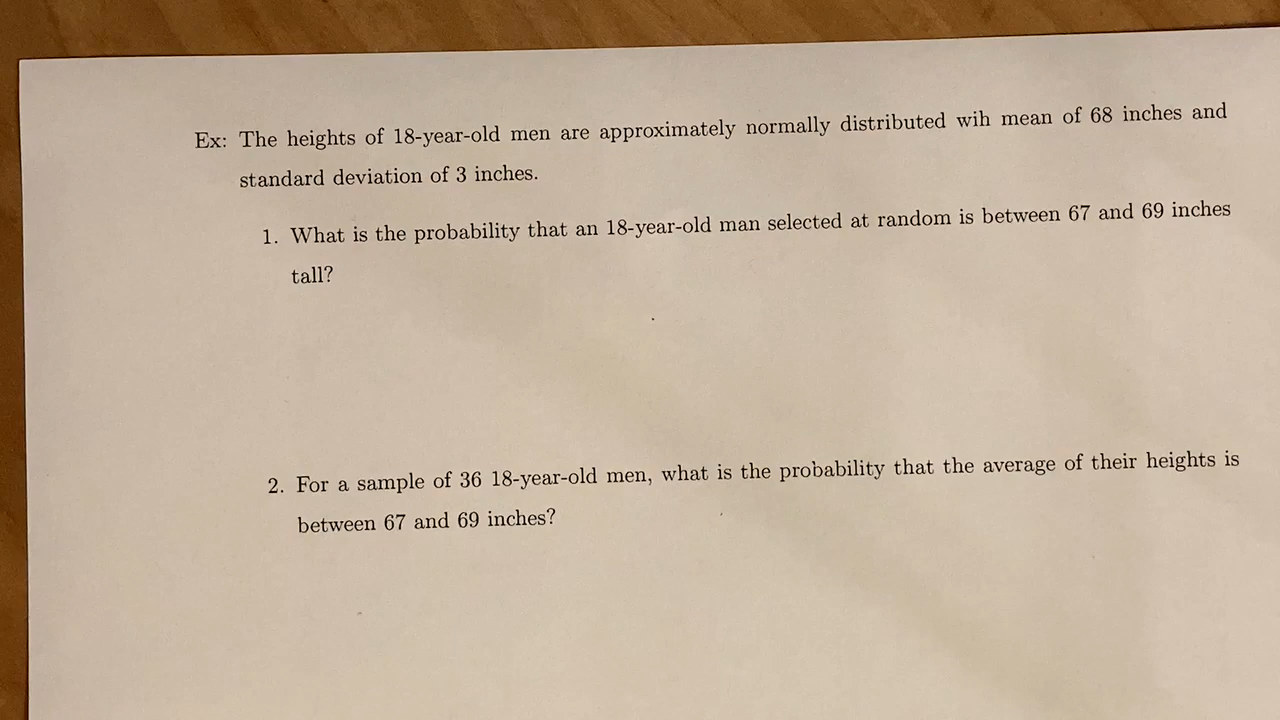 Ex: The heights of 18-year-old men are approximately normally distributed wih mean of 68 inches and
standard deviation of 3 inches.
1. What is the probability that an 18-year-old man selected at random is between 67 and 69 inches
tall?
2. For a sample of 36 18-year-old men, what is the probability that the average of their heights is
between 67 and 69 inches?